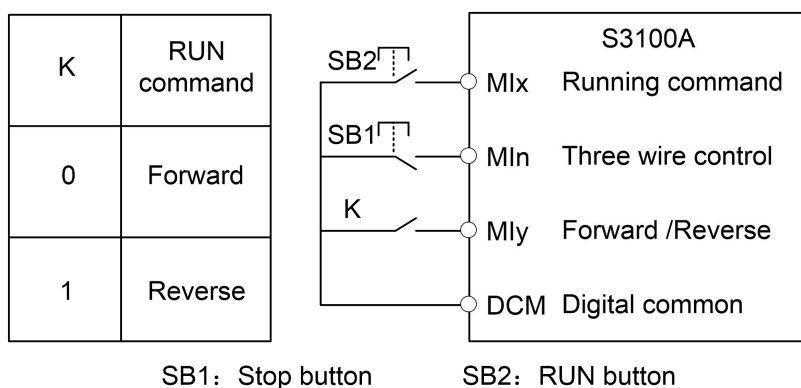 K RUN command
0 Forward
1 Reverse
S3100A
SB2 MIx Running command
SB1 MIn Three wire control
K MIy Forward /Reverse
DCM Digital common
SB1：Stop button SB2：RUN button